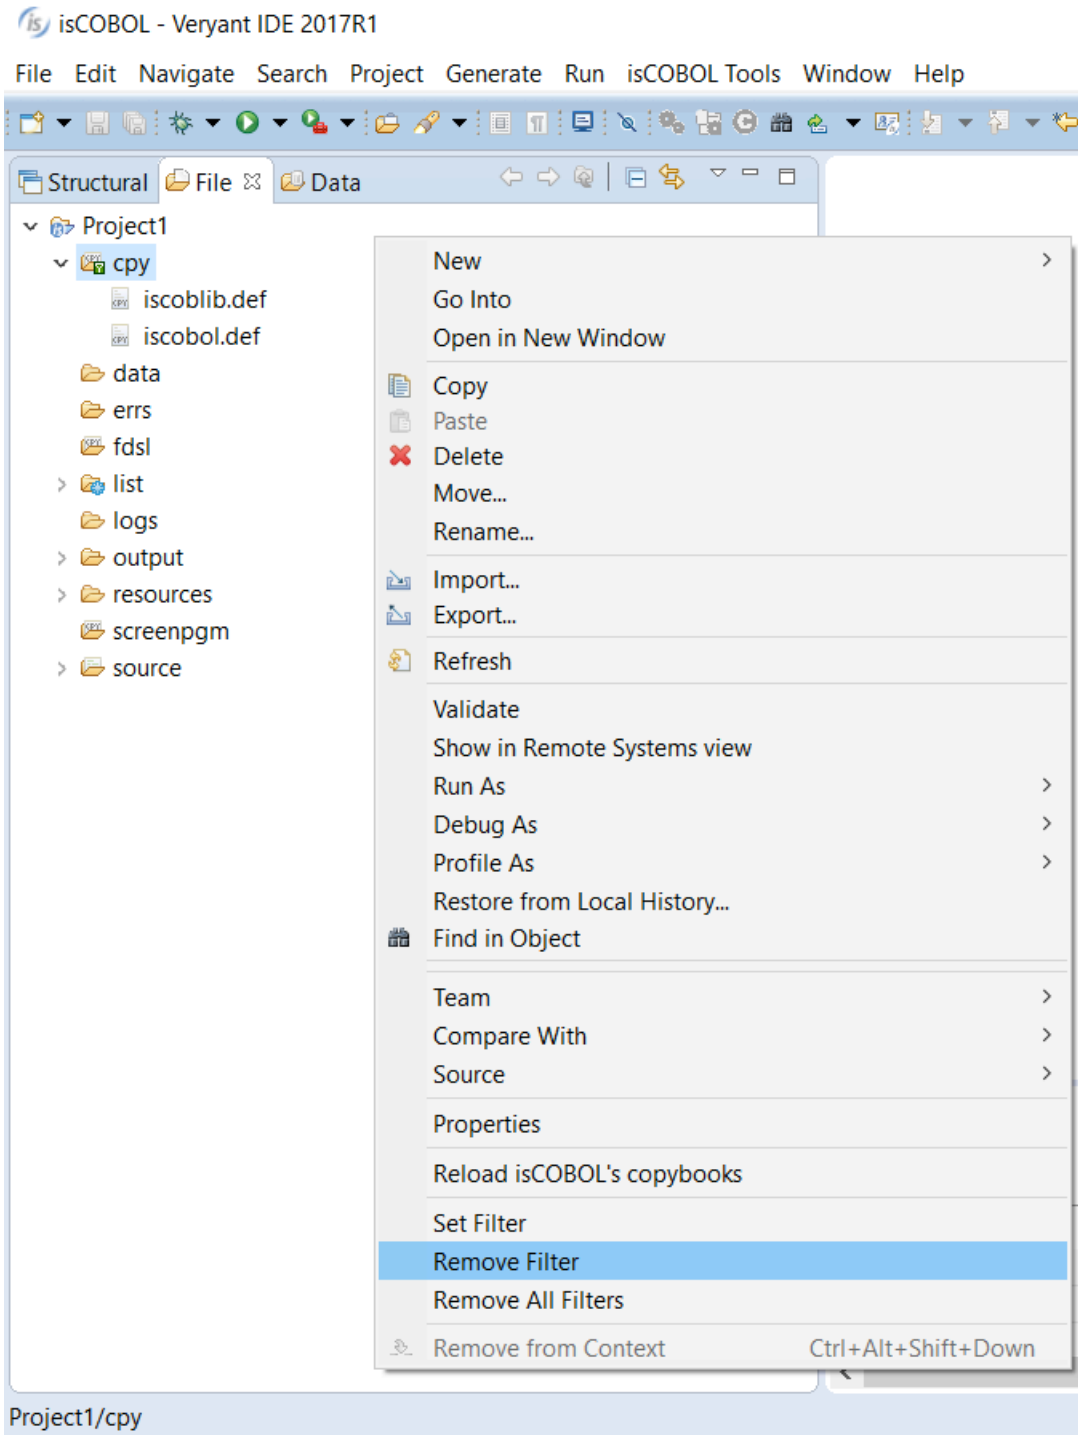 isCOBOL - Veryant IDE 2017R1
File Edit Navigate Search Project Generate Run isCOBOL Tools Window Help
Structural File Data
Project1
cpy
iscoblib.def
iscobol.def
data
errs
fdsl
list
logs
output
resources
screenpgm
source
New
Go Into
Open in New Window
Copy
Paste
Delete
Move...
Rename...
Import...
Export...
Refresh
Validate
Show in Remote Systems view
Run As
Debug As
Profile As
Restore from Local History...
Find in Object
Team
Compare With
Source
Properties
Reload isCOBOL's copybooks
Set Filter
Remove Filter
Remove All Filters
Remove from Context Ctrl+Alt+Shift+Down
Project1/cpy